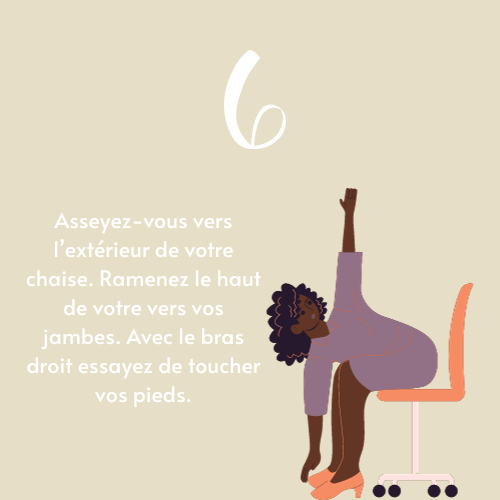 6
Asseyez-vous vers
l'extérieur de votre
chaise. Ramenez le haut
de votre vers vos
jambes. Avec le bras
droit essayez de toucher
vos pieds.